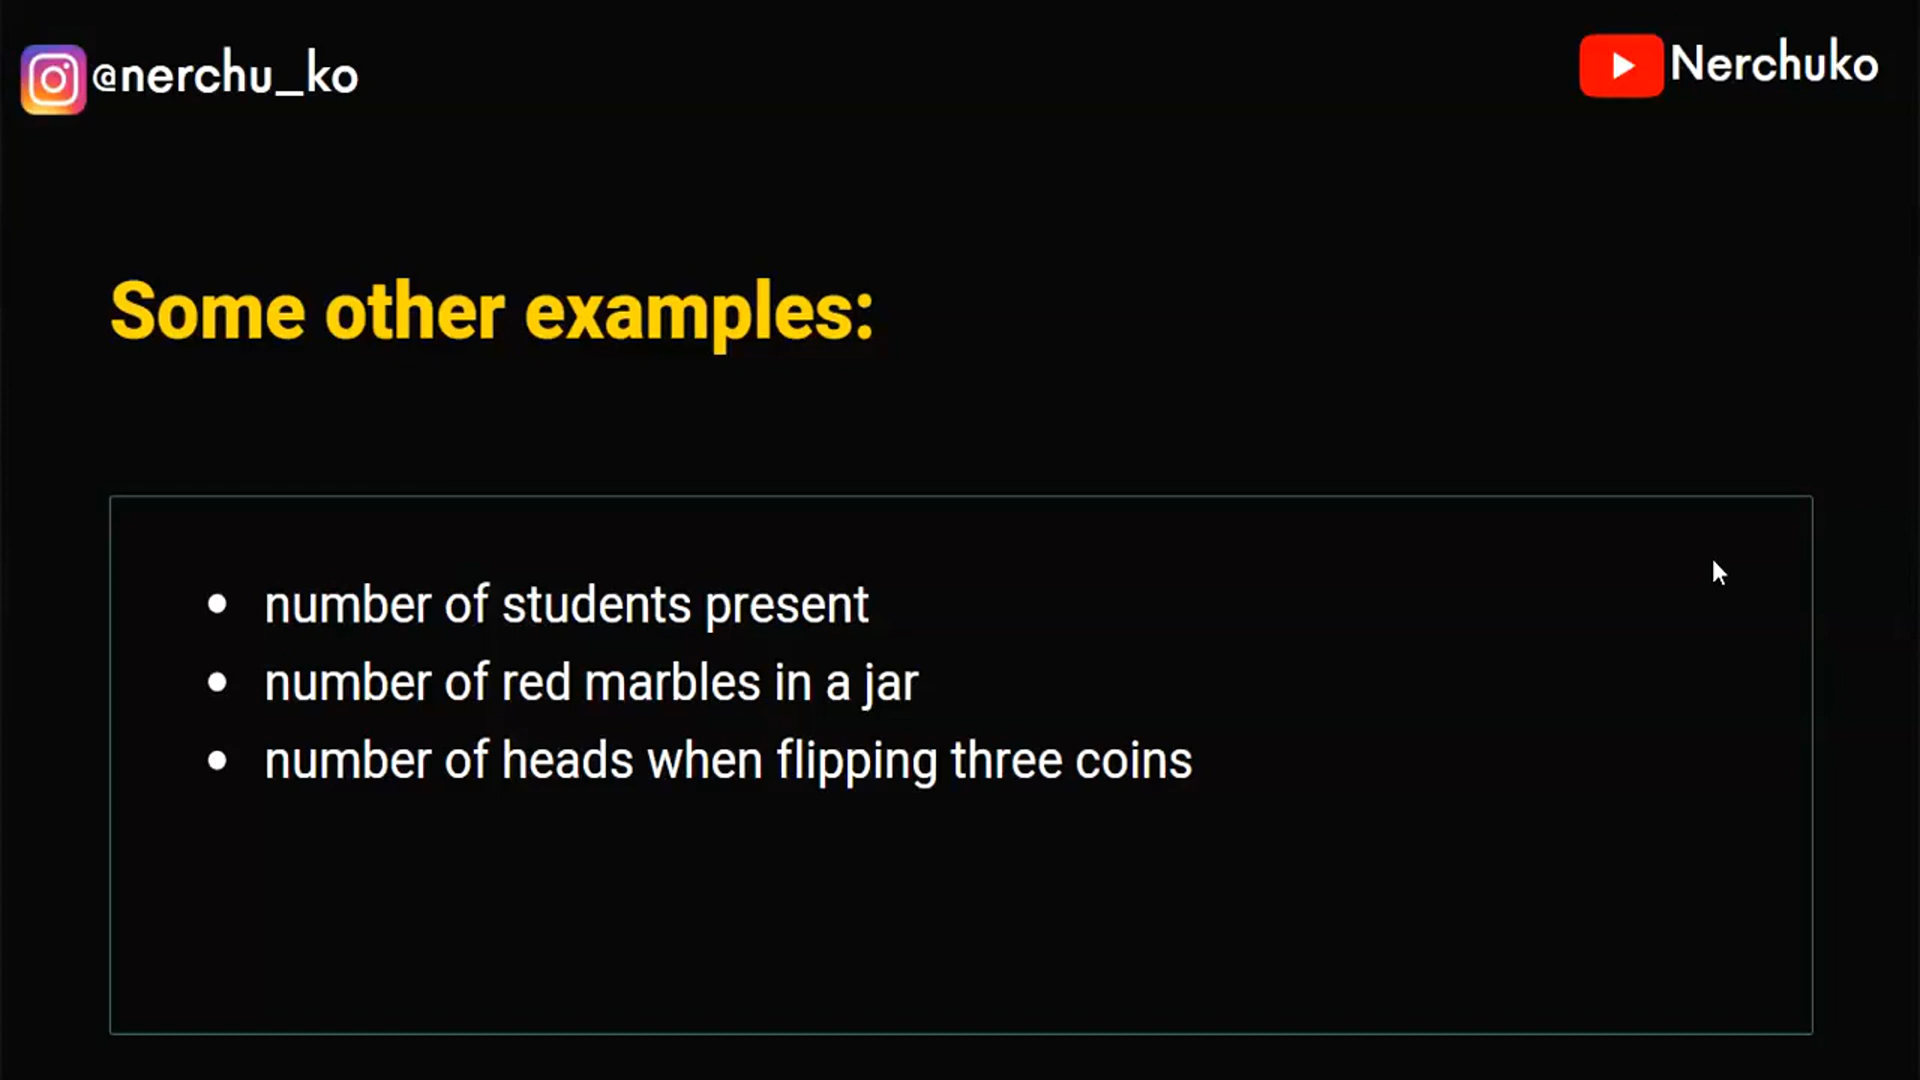 @nerchu_ko
Nerchuko
Some other examples:
• number of students present
• number of red marbles in a jar
• number of heads when flipping three coins